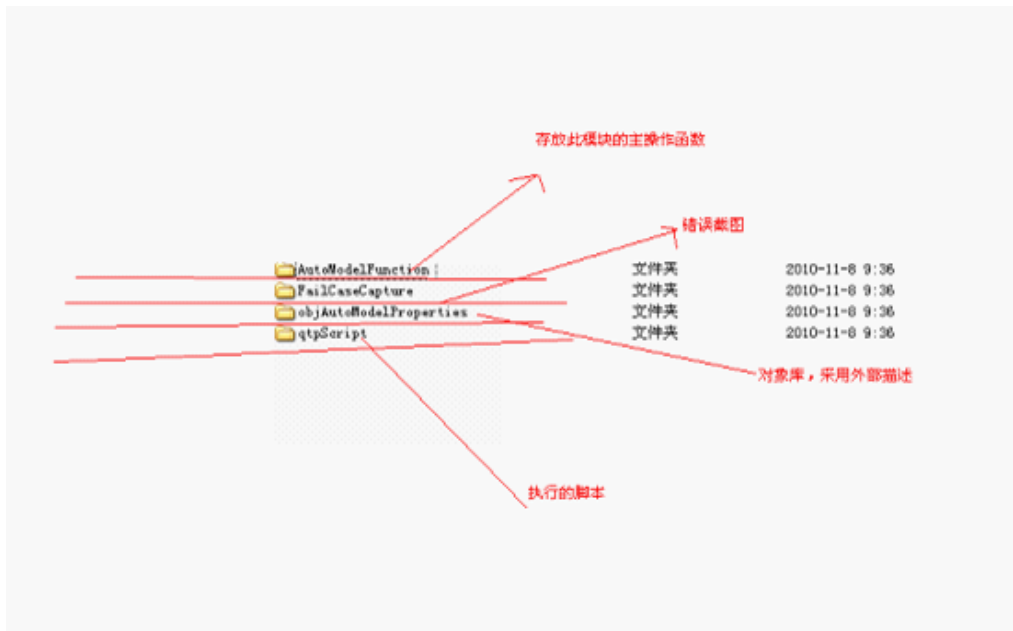 存放此模块的主操作函数
错误截图
AutoModelFunction 文件夹 2010-11-8 9:36
FailCaseCapture 文件夹 2010-11-8 9:36
objAutoModelProperties 文件夹 2010-11-8 9:36
qtpScript 文件夹 2010-11-8 9:36
对象库，采用外部描述
执行的脚本